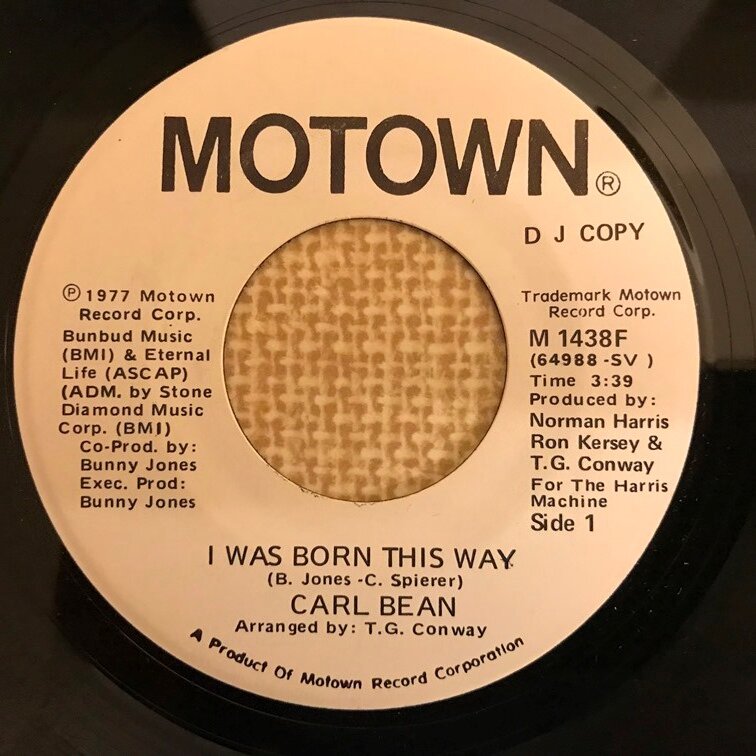 MOTOWN®
D J COPY
℗ 1977 Motown
Record Corp.
Bunbud Music
(BMI) & Eternal
Life (ASCAP)
(ADM. by Stone
Diamond Music
Corp. (BMI)
Co-Prod. by:
Bunny Jones
Exec. Prod:
Bunny Jones
Trademark Motown
Record Corp.
M 1438F
(64988 -SV )
Time 3:39
Produced by:
Norman Harris
Ron Kersey &
T.G. Conway
For The Harris
Machine
Side 1
I WAS BORN THIS WAY
(B. Jones -C. Spierer)
CARL BEAN
Arranged by: T.G. Conway
A Product Of Motown Record Corporation